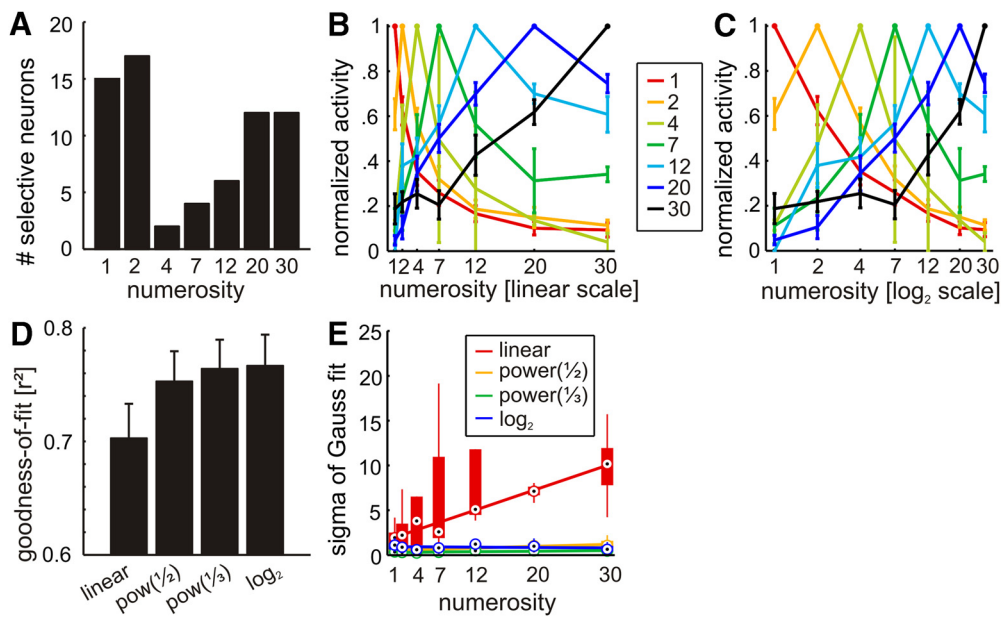 A
20
15
10
5
0
# selective neurons
1 2 4 7 12 20 30
numerosity
B
1
.8
.6
.4
.2
0
normalized activity
1 2 4 7 12 20 30
numerosity [linear scale]
1
2
4
7
12
20
30
C
1
.8
.6
.4
.2
0
normalized activity
1 2 4 7 12 20 30
numerosity [log₂ scale]
D
0.8
0.7
0.6
goodness-of-fit [r²]
linear
pow(½)
pow(⅓)
log₂
E
25
20
15
10
5
0
sigma of Gauss fit
linear
power(½)
power(⅓)
log₂
1 4 7 12 20 30
numerosity